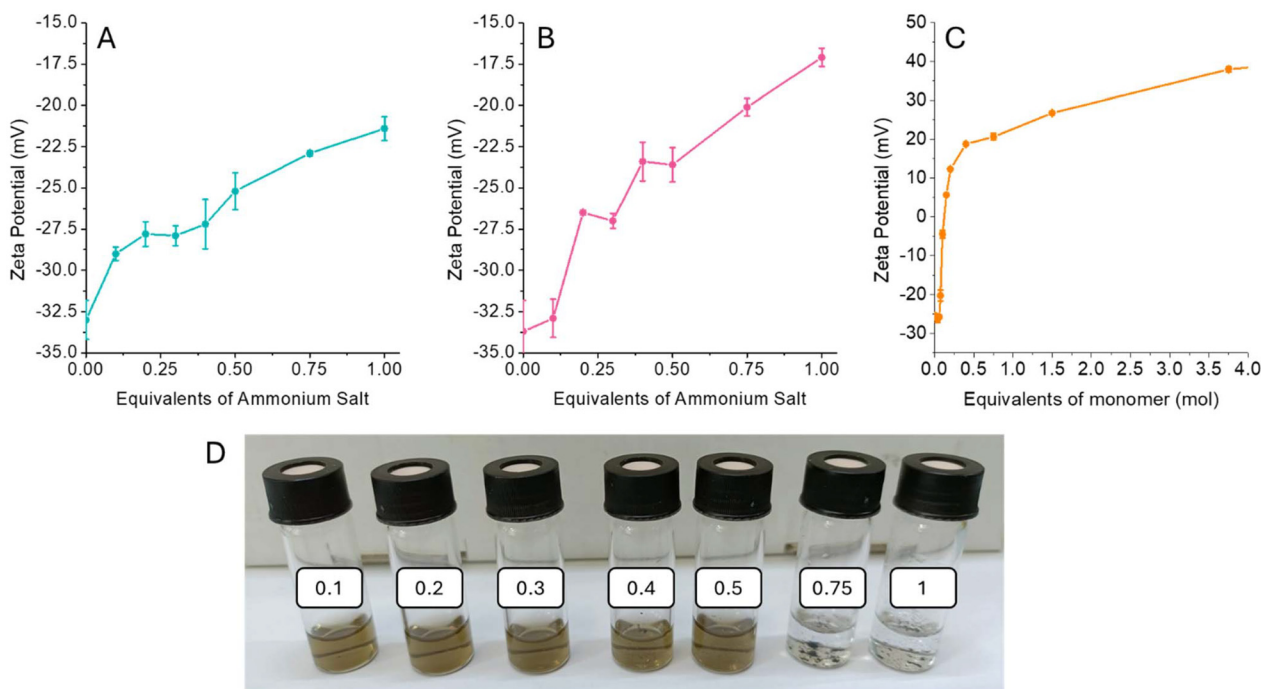 A
Zeta Potential (mV)
-15.0
-17.5
-20.0
-22.5
-25.0
-27.5
-30.0
-32.5
-35.0
0.00 0.25 0.50 0.75 1.00
Equivalents of Ammonium Salt
B
Zeta Potential (mV)
-15.0
-17.5
-20.0
-22.5
-25.0
-27.5
-30.0
-32.5
-35.0
0.00 0.25 0.50 0.75 1.00
Equivalents of Ammonium Salt
C
Zeta Potential (mV)
50
40
30
20
10
0
-10
-20
-30
0.0 0.5 1.0 1.5 2.0 2.5 3.0 3.5 4.0
Equivalents of monomer (mol)
D
0.1 0.2 0.3 0.4 0.5 0.75 1